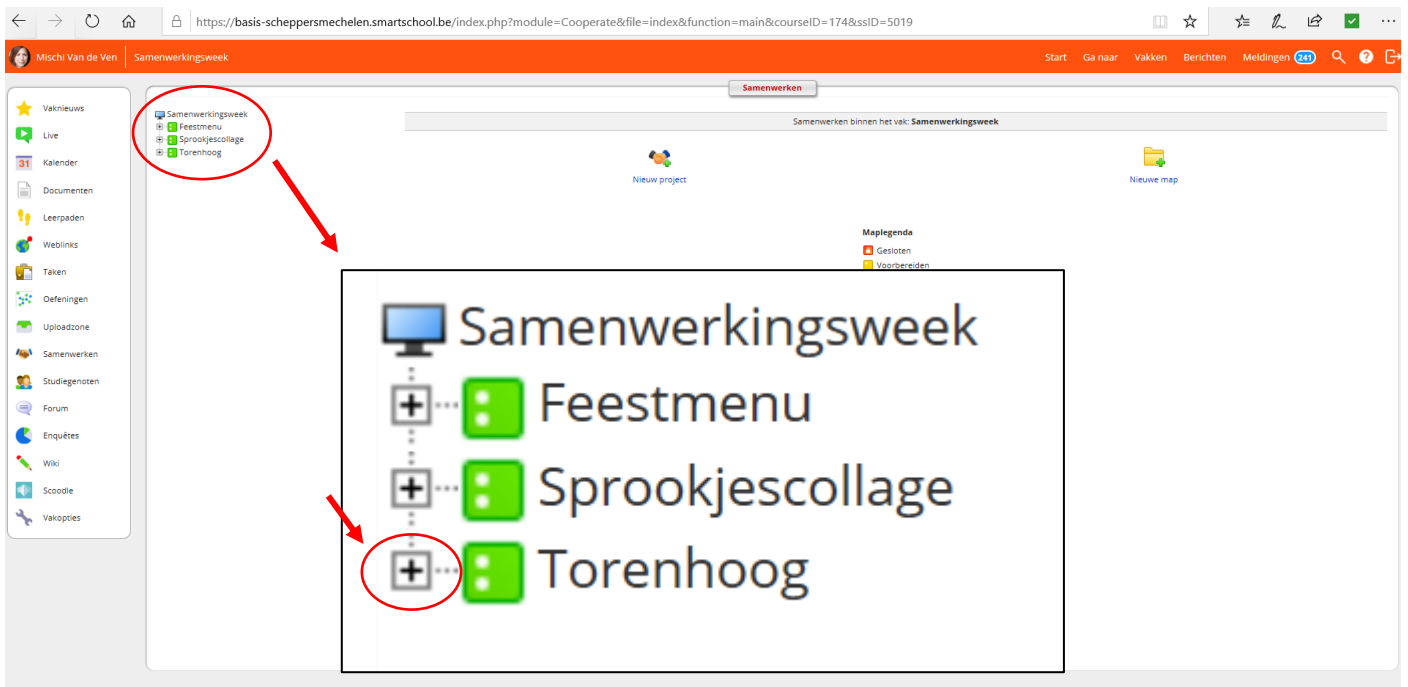 https://basis-scheppersmechelen.smartschool.be/index.php?module=Cooperate&file=index&function=main&courseID=174&ssID=5019
Mischi Van de Ven
Samenwerkingsweek
Start
Ga naar
Vakken
Berichten
Meldingen 241
Samenwerken
Vaknieuws
Live
31 Kalender
Documenten
Leerpaden
Weblinks
Taken
Oefeningen
Uploadzone
Samenwerken
Studiegenoten
Forum
Enquêtes
Wiki
Scoodle
Vakopties
Samenwerkingsweek
Feestmenu
Sprookjescollage
Torenhoog
Samenwerken binnen het vak: Samenwerkingsweek
Nieuw project
Nieuwe map
Maplegenda
Gesloten
Voorbereiden
Samenwerkingsweek
Feestmenu
Sprookjescollage
Torenhoog